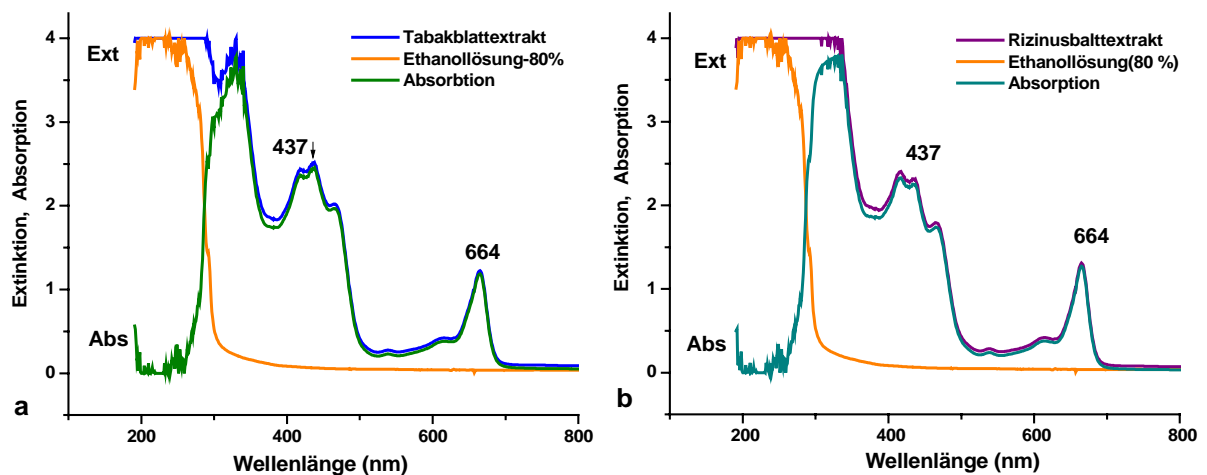 Tabakblattextrakt
Ethanollösung-80%
Absorbtion
Ext
Abs
437
664
a
Extinktion, Absorption
4
3
2
1
0
200
400
600
800
Wellenlänge (nm)
Rizinusbalttextrakt
Ethanollösung(80 %)
Absorption
Ext
Abs
437
664
b
Extinktion, Absorption
4
3
2
1
0
200
400
600
800
Wellenlänge (nm)